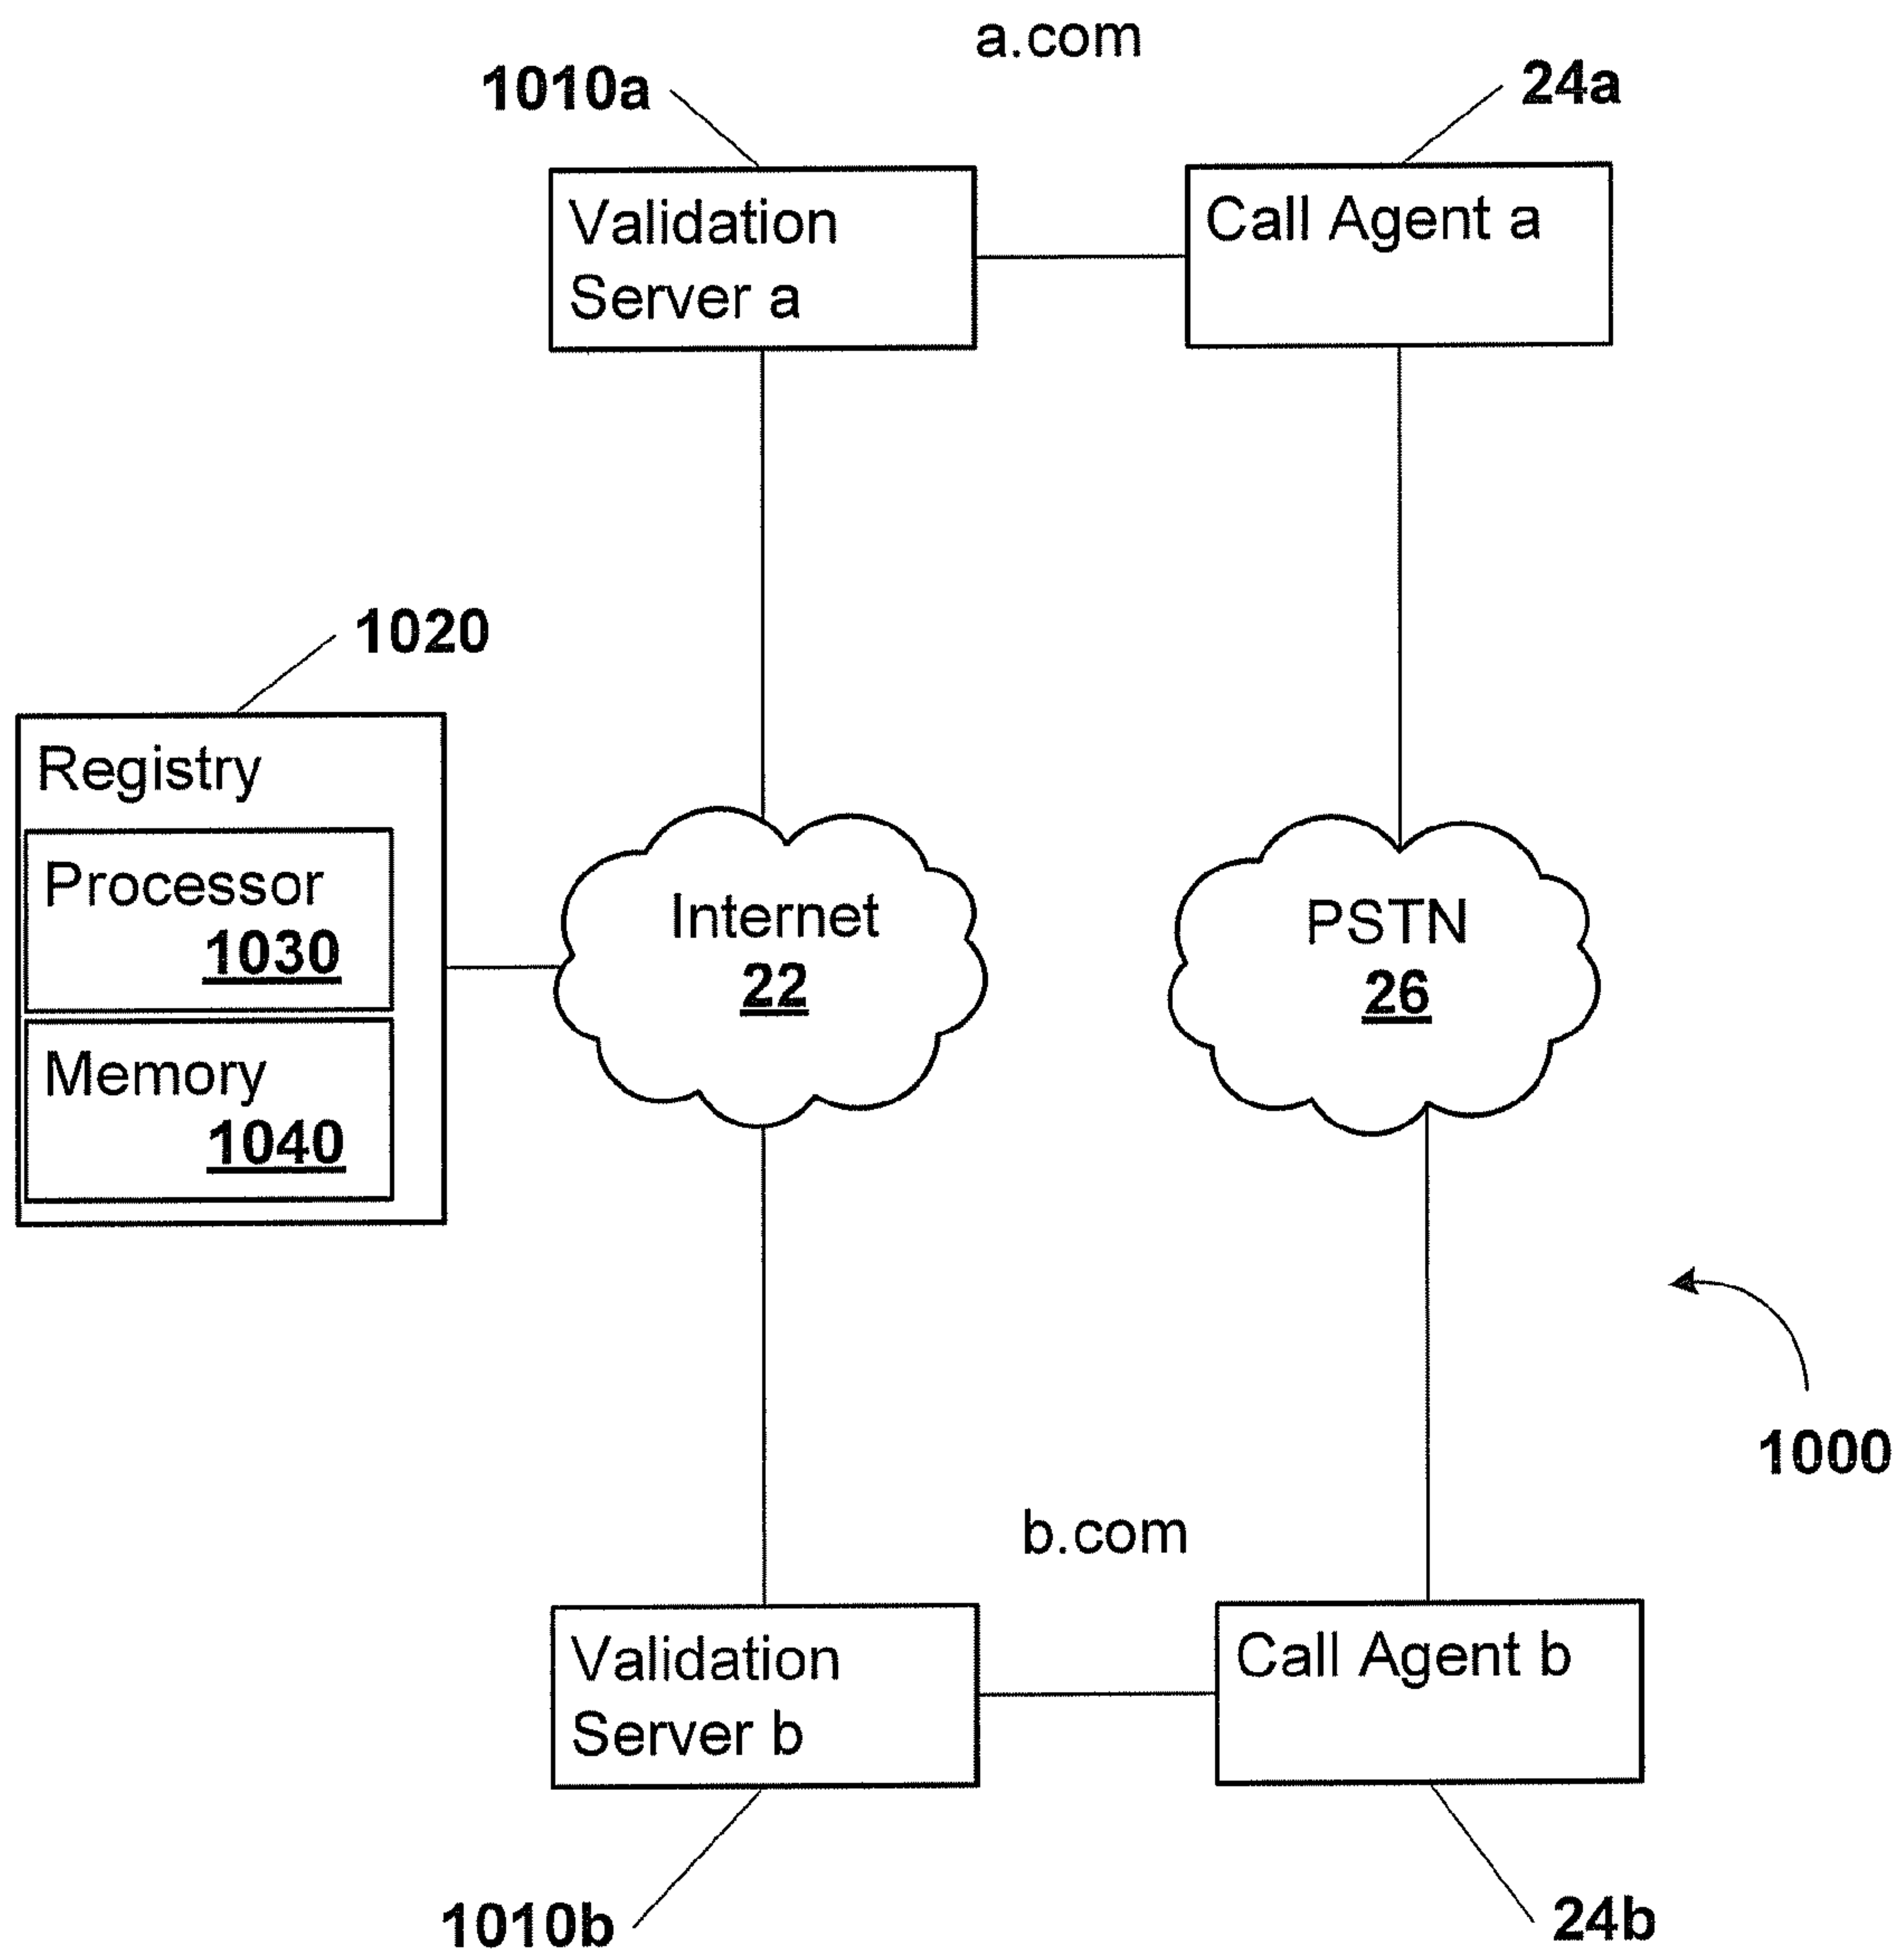 a.com
1010a
24a
Validation
Server a
Call Agent a
1020
Registry
Processor
1030
Memory
1040
Internet
22
PSTN
26
1000
b.com
Validation
Server b
Call Agent b
1010b
24b